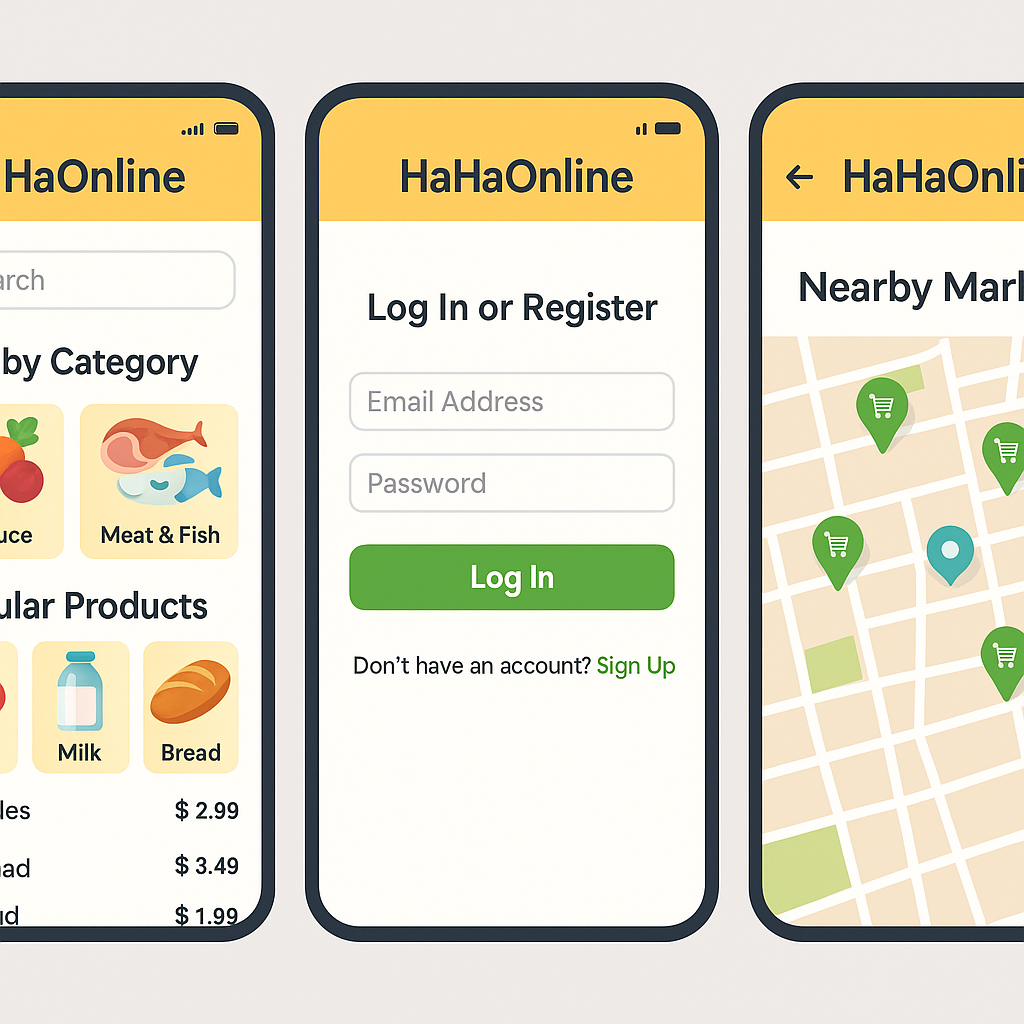 HaOnline
arch
by Category
uce
Meat & Fish
ular Products
Milk
Bread
les
$ 2.99
ad
$ 3.49
d
$ 1.99
HaHaOnline
Log In or Register
Email Address
Password
Log In
Don't have an account? Sign Up
HaHaOnli
Nearby Mar